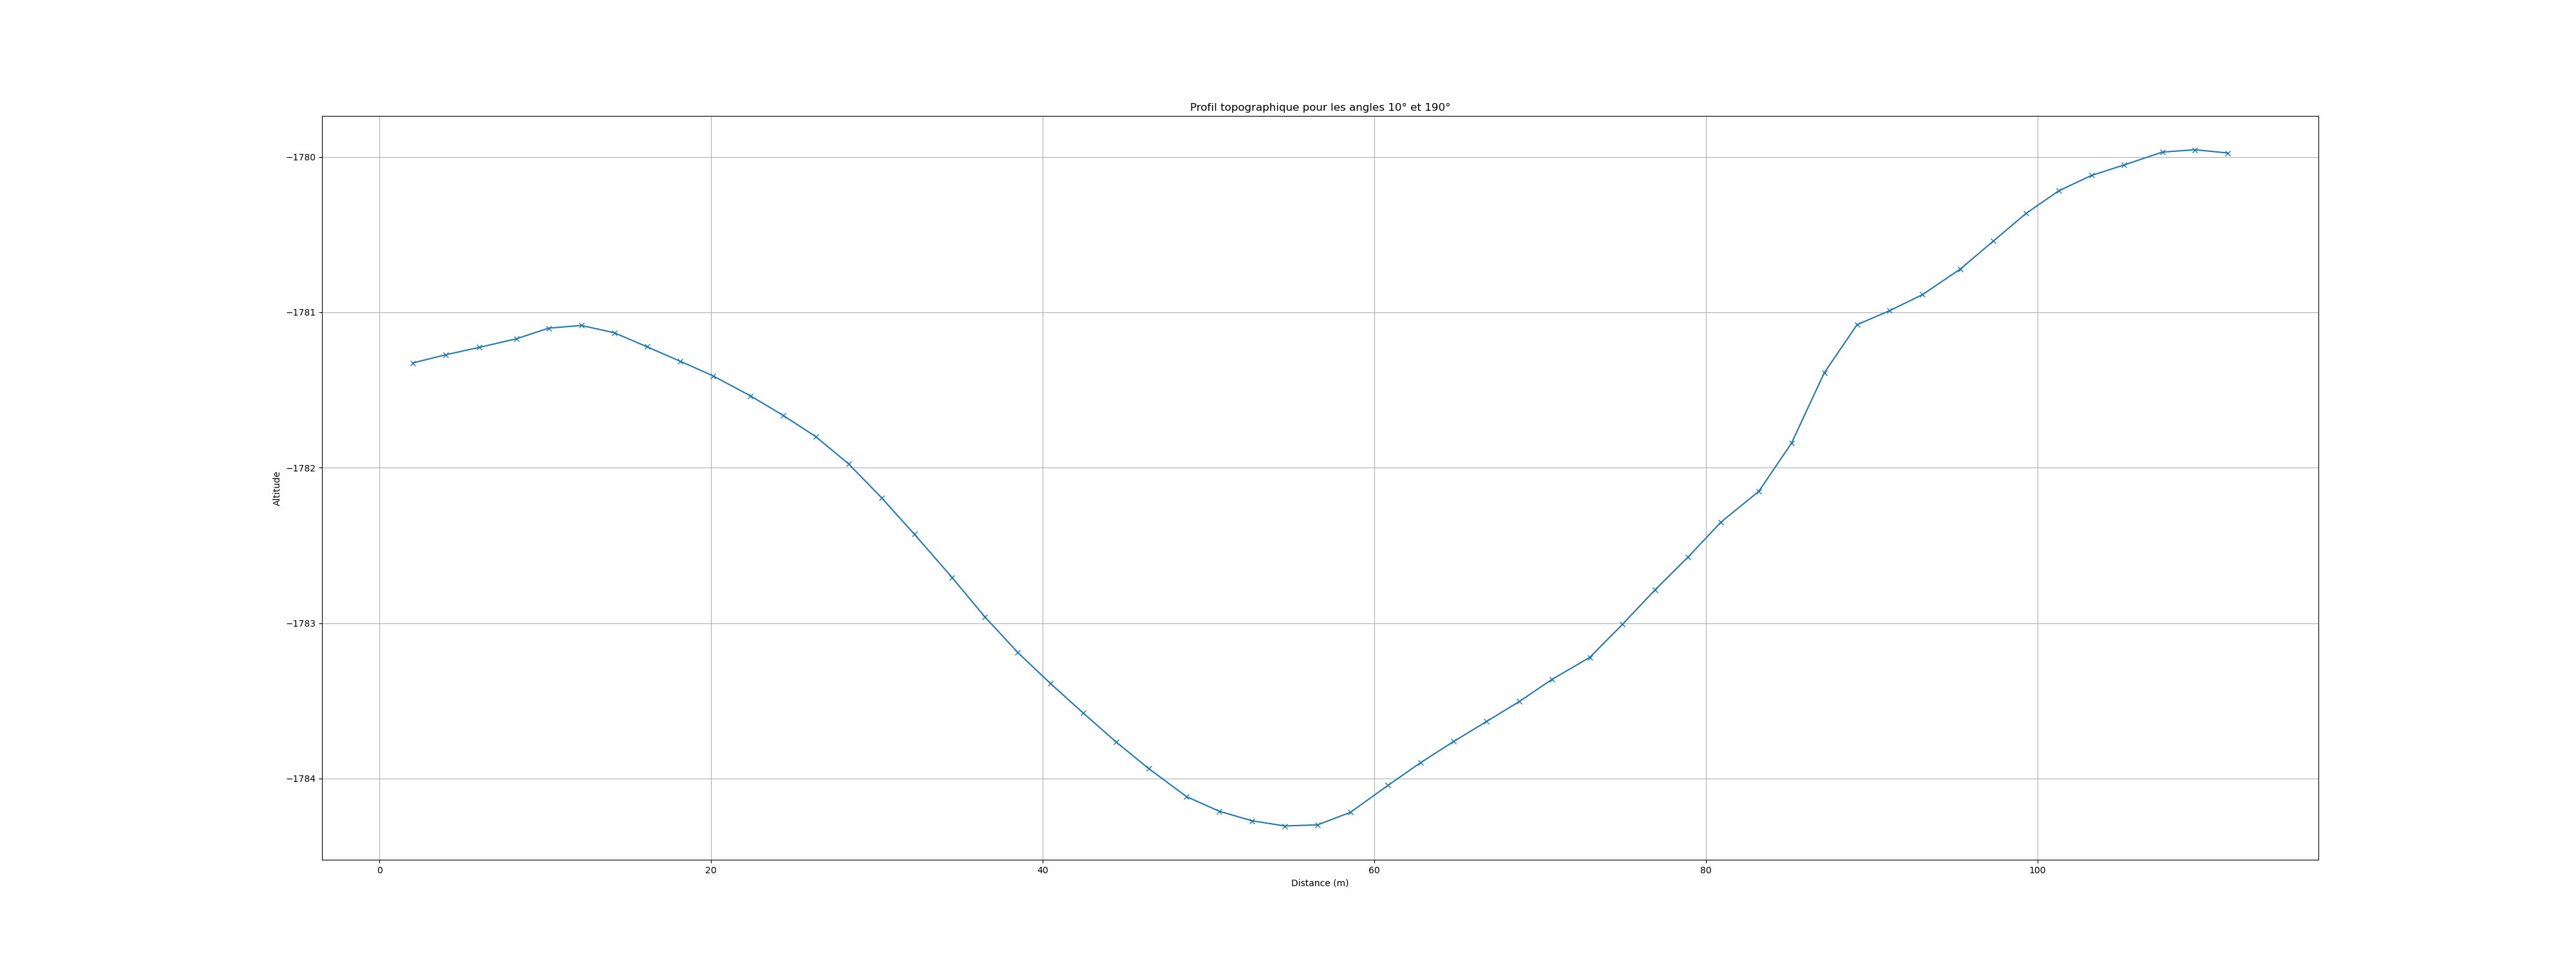 Profil topographique pour les angles 10° et 190°
−1780
−1781
−1782
−1783
−1784
Altitude
0 20 40 60 80 100
Distance (m)